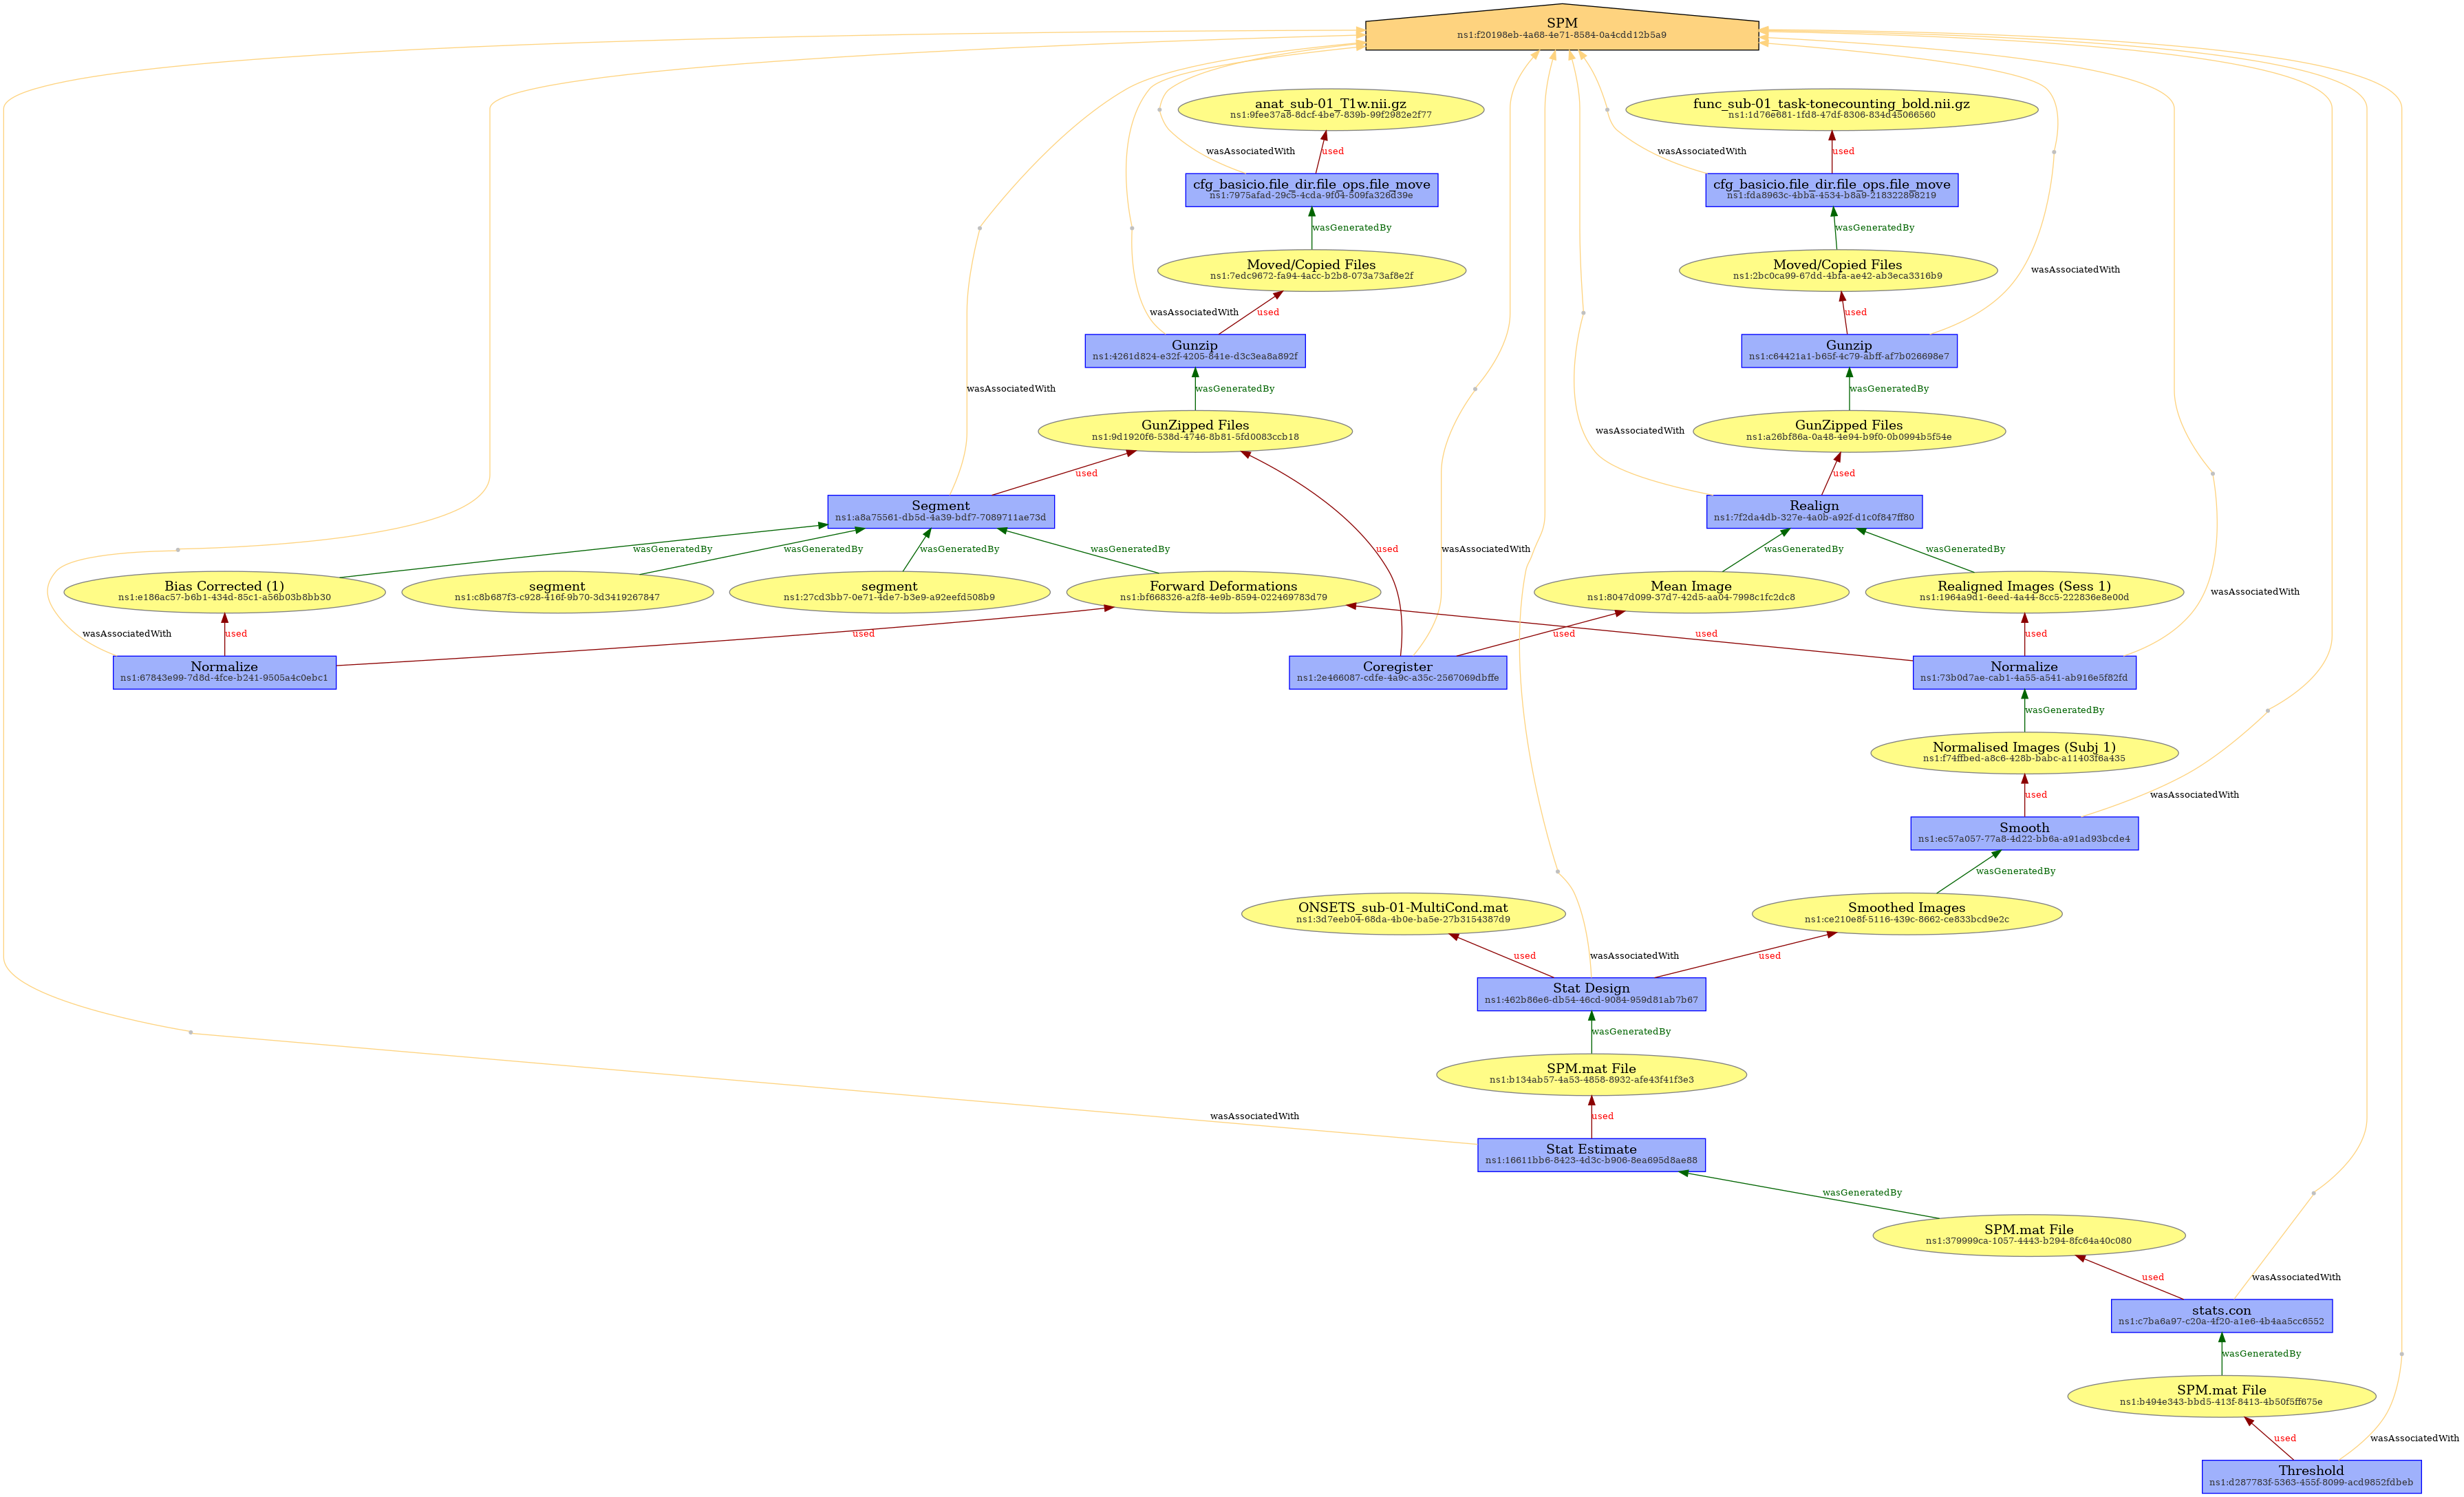 SPM
ns1:f20198eb-4a68-4e71-8584-0a4cdd12b5a9
anat_sub-01_T1w.nii.gz
ns1:9fee37a8-8dcf-4be7-839b-99f2982e2f77
func_sub-01_task-tonecounting_bold.nii.gz
ns1:1d76e681-1fd8-47df-8306-834d45066560
wasAssociatedWith
used
wasAssociatedWith
used
cfg_basicio.file_dir.file_ops.file_move
ns1:7975afad-29c5-4cda-9f04-509fa326d39e
cfg_basicio.file_dir.file_ops.file_move
ns1:fda8963c-4bba-4534-b8a9-218322898219
wasGeneratedBy
wasGeneratedBy
Moved/Copied Files
ns1:7edc9672-fa94-4acc-b2b8-073a73af8e2f
Moved/Copied Files
ns1:2bc0ca99-67dd-4bfa-ae42-ab3eca3316b9
wasAssociatedWith
wasAssociatedWith
used
used
Gunzip
ns1:4261d824-e32f-4205-841e-d3c3ea8a892f
Gunzip
ns1:c64421a1-b65f-4c79-abff-af7b026698e7
wasAssociatedWith
wasGeneratedBy
wasGeneratedBy
GunZipped Files
ns1:9d1920f6-538d-4746-8b81-5fd0083ccb18
wasAssociatedWith
GunZipped Files
ns1:a26bf86a-0a48-4e94-b9f0-0b0994b5f54e
used
used
Segment
ns1:a8a75561-db5d-4a39-bdf7-7089711ae73d
Realign
ns1:7f2da4db-327e-4a0b-a92f-d1c0f847ff80
wasGeneratedBy
wasGeneratedBy
wasGeneratedBy
wasGeneratedBy
used
wasAssociatedWith
wasGeneratedBy
wasGeneratedBy
Bias Corrected (1)
ns1:e186ac57-b6b1-434d-85c1-a56b03b8bb30
segment
ns1:c8b687f3-c928-416f-9b70-3d3419267847
segment
ns1:27cd3bb7-0e71-4de7-b3e9-a92eefd508b9
Forward Deformations
ns1:bf668326-a2f8-4e9b-8594-022469783d79
Mean Image
ns1:8047d099-37d7-42d5-aa04-7998c1fc2dc8
Realigned Images (Sess 1)
ns1:1964a9d1-6eed-4a44-8cc5-222836e8e00d
wasAssociatedWith
wasAssociatedWith
used
used
used
used
used
Normalize
ns1:67843e99-7d8d-4fce-b241-9505a4c0ebc1
Coregister
ns1:2e466087-cdfe-4a9c-a35c-2567069dbffe
Normalize
ns1:73b0d7ae-cab1-4a55-a541-ab916e5f82fd
wasGeneratedBy
Normalised Images (Subj 1)
ns1:f74ffbed-a8c6-428b-babc-a11403f6a435
used
wasAssociatedWith
Smooth
ns1:ec57a057-77a8-4d22-bb6a-a91ad93bcde4
wasGeneratedBy
ONSETS_sub-01-MultiCond.mat
ns1:3d7eeb04-68da-4b0e-ba5e-27b3154387d9
Smoothed Images
ns1:ce210e8f-5116-439c-8662-ce833bcd9e2c
used
wasAssociatedWith
used
Stat Design
ns1:462b86e6-db54-46cd-9084-959d81ab7b67
wasGeneratedBy
SPM.mat File
ns1:b134ab57-4a53-4858-8932-afe43f41f3e3
wasAssociatedWith
used
Stat Estimate
ns1:16611bb6-8423-4d3c-b906-8ea695d8ae88
wasGeneratedBy
SPM.mat File
ns1:379999ca-1057-4443-b294-8fc64a40c080
used
wasAssociatedWith
stats.con
ns1:c7ba6a97-c20a-4f20-a1e6-4b4aa5cc6552
wasGeneratedBy
SPM.mat File
ns1:b494e343-bbd5-413f-8413-4b50f5ff675e
used
wasAssociatedWith
Threshold
ns1:d287783f-5363-455f-8099-acd9852fdbeb